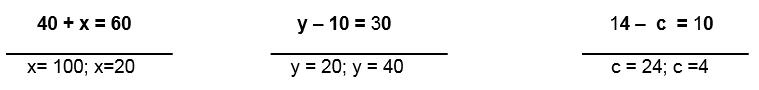 40 + x = 60
y – 10 = 30
14 – c = 10
x= 100; x=20
y = 20; y = 40
c = 24; c =4